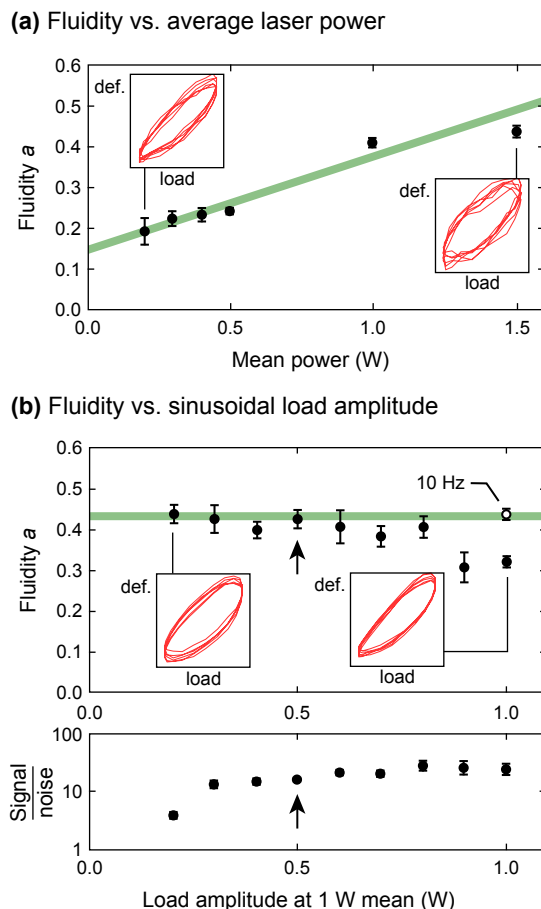 (a) Fluidity vs. average laser power
0.6
0.5
0.4
0.3
0.2
0.1
0.0
Fluidity a
def.
load
def.
load
0.0
0.5
1.0
1.5
Mean power (W)
(b) Fluidity vs. sinusoidal load amplitude
0.6
0.5
0.4
0.3
0.2
0.1
0.0
Fluidity a
10 Hz
def.
load
def.
load
0.0
0.5
1.0
100
10
1
Signal
noise
0.0
0.5
1.0
Load amplitude at 1 W mean (W)